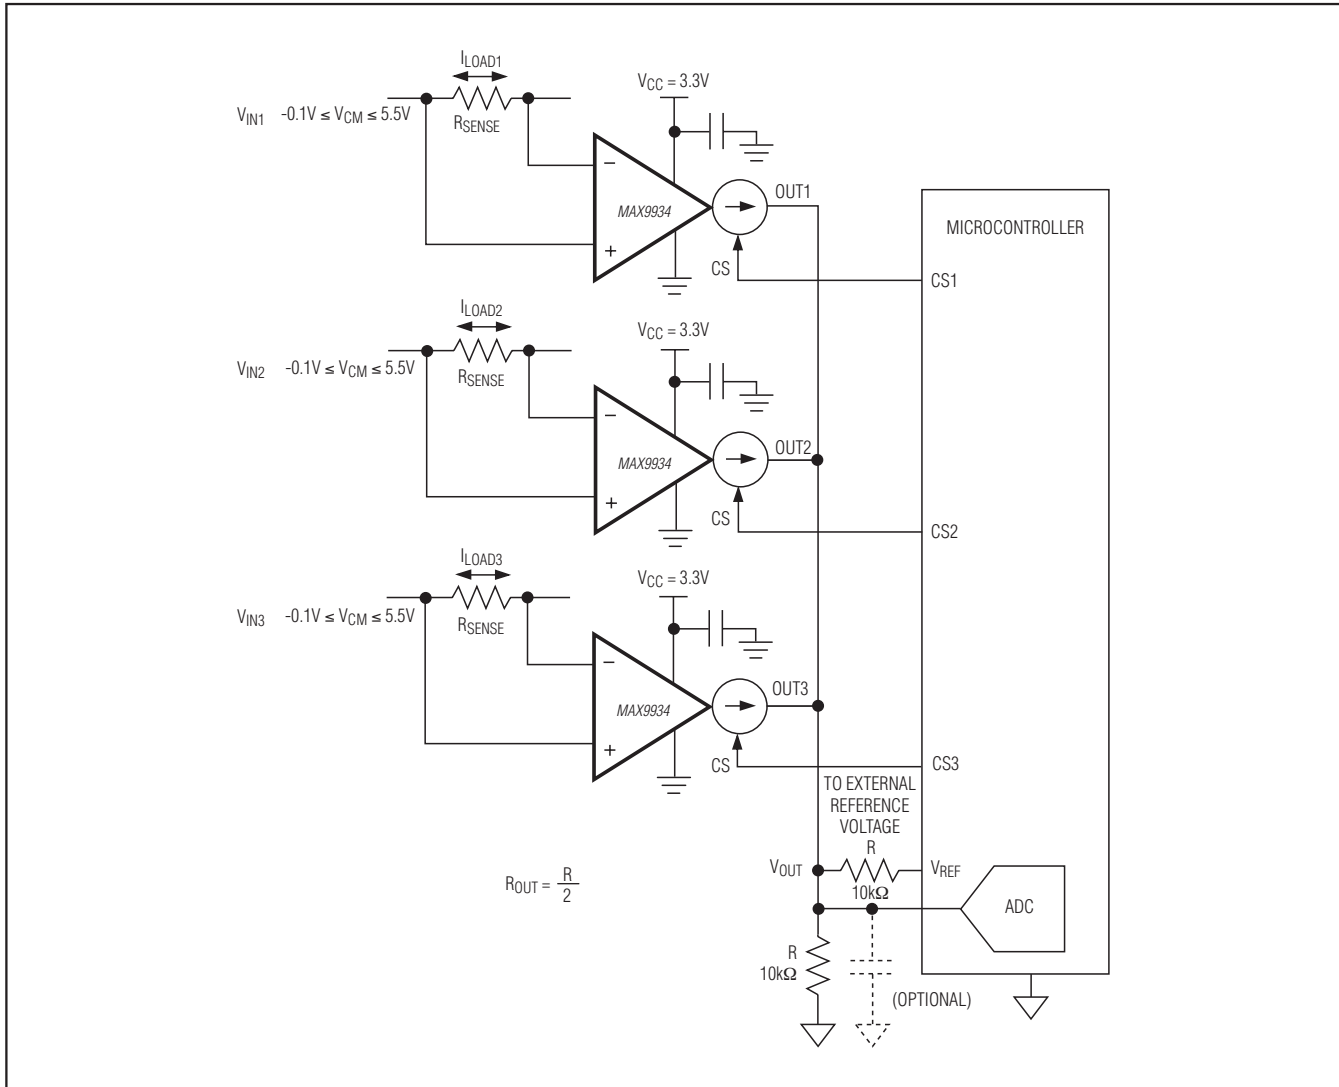 I_LOAD1
V_CC = 3.3V
V_IN1 -0.1V ≤ V_CM ≤ 5.5V
R_SENSE
−
MAX9934
+
OUT1
CS
MICROCONTROLLER
CS1
I_LOAD2
V_CC = 3.3V
V_IN2 -0.1V ≤ V_CM ≤ 5.5V
R_SENSE
−
MAX9934
+
OUT2
CS
CS2
I_LOAD3
V_CC = 3.3V
V_IN3 -0.1V ≤ V_CM ≤ 5.5V
R_SENSE
−
MAX9934
+
OUT3
CS
CS3
TO EXTERNAL
REFERENCE
VOLTAGE
R
10kΩ
V_OUT
V_REF
R_OUT = R/2
ADC
R
10kΩ
(OPTIONAL)